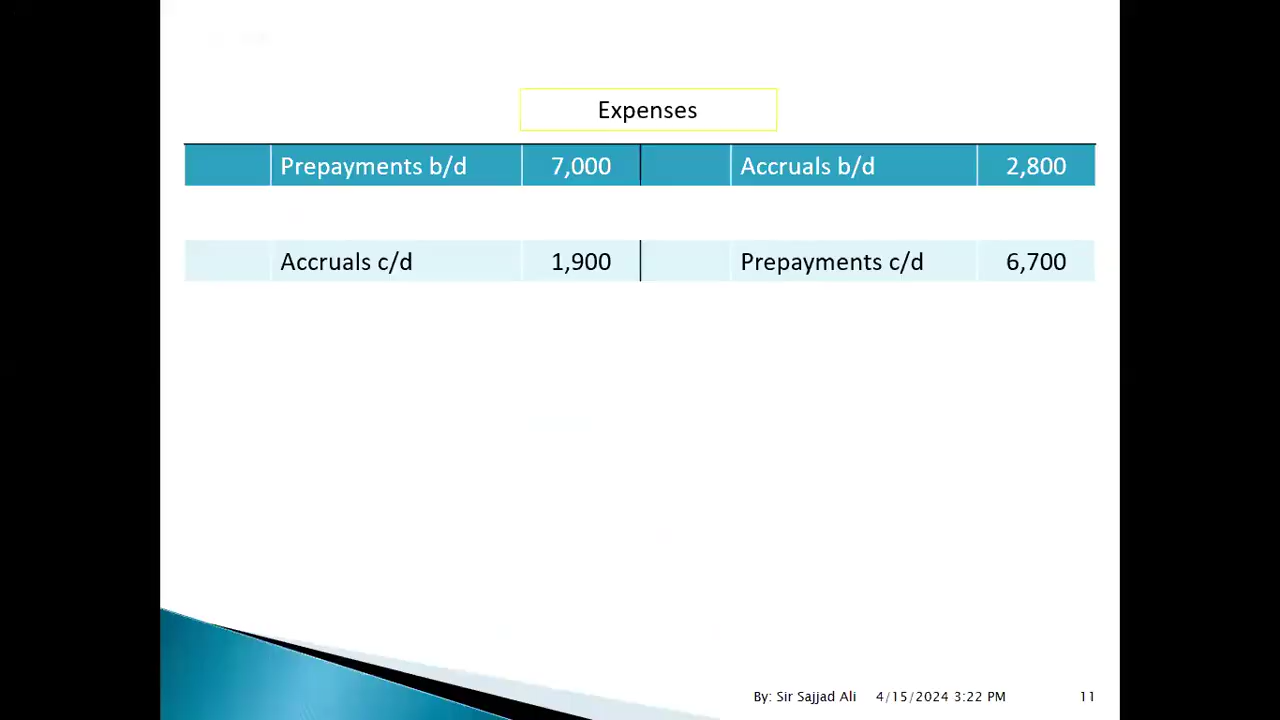 Expenses
Prepayments b/d 7,000 Accruals b/d 2,800
Accruals c/d 1,900 Prepayments c/d 6,700
By: Sir Sajjad Ali 4/15/2024 3:22 PM 11